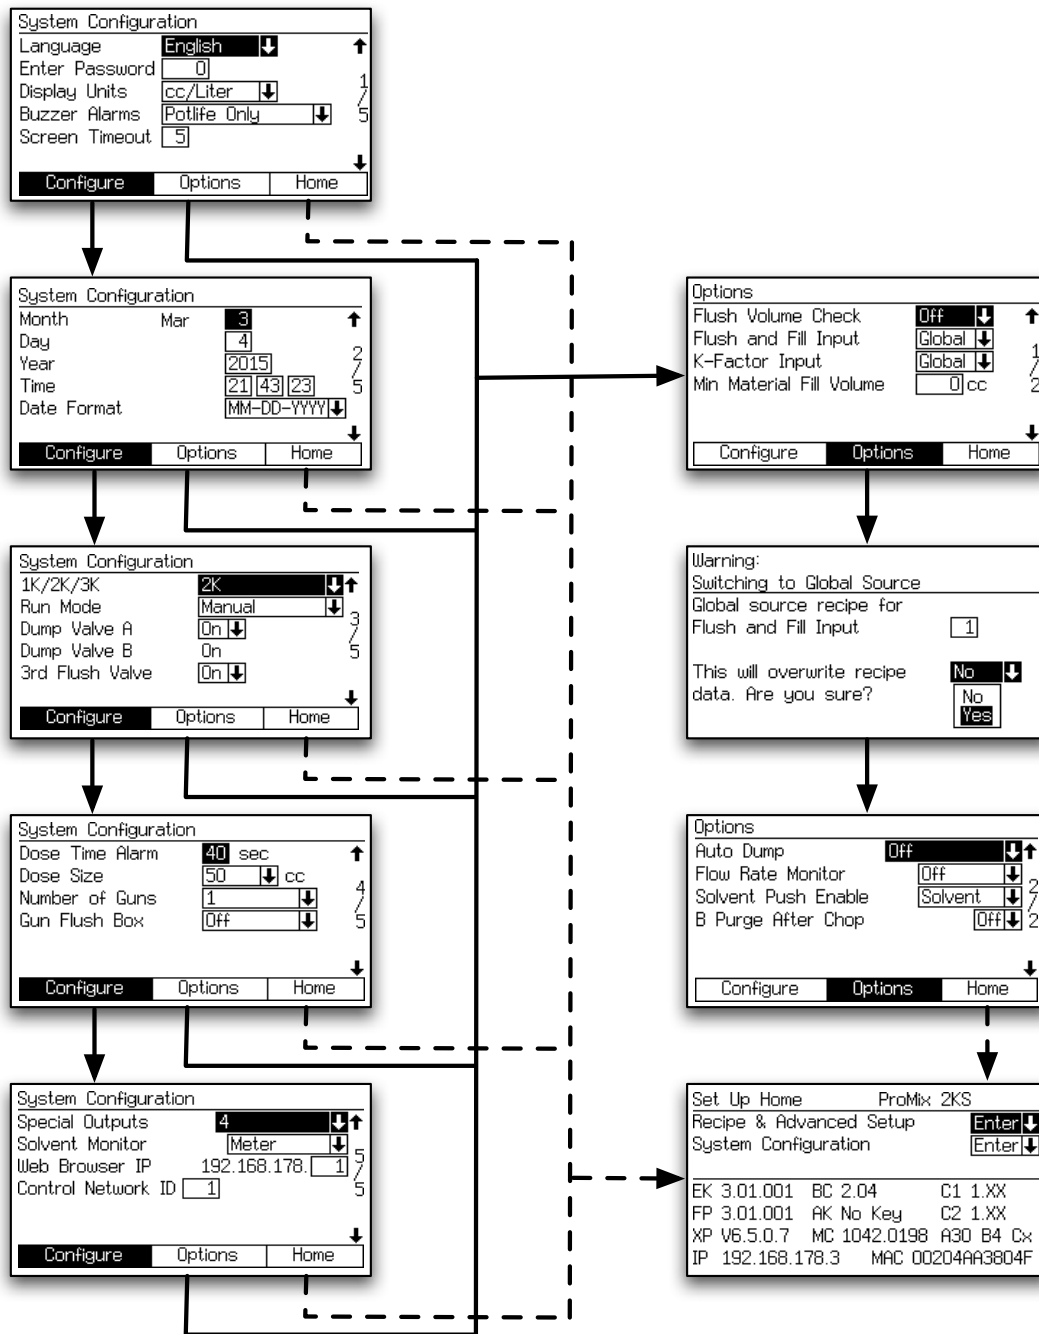 System Configuration
Language English
Enter Password 0
Display Units cc/Liter
Buzzer Alarms Potlife Only
Screen Timeout 5
1/5
Configure Options Home
System Configuration
Month Mar 3
Day 4
Year 2015
Time 21 43 23
Date Format MM-DD-YYYY
2/5
Configure Options Home
System Configuration
1K/2K/3K 2K
Run Mode Manual
Dump Valve A On
Dump Valve B On
3rd Flush Valve On
3/5
Configure Options Home
System Configuration
Dose Time Alarm 40 sec
Dose Size 50 cc
Number of Guns 1
Gun Flush Box Off
4/5
Configure Options Home
System Configuration
Special Outputs 4
Solvent Monitor Meter
Web Browser IP 192.168.178. 1
Control Network ID 1
5/5
Configure Options Home
Options
Flush Volume Check Off
Flush and Fill Input Global
K-Factor Input Global
Min Material Fill Volume 0 cc
1/2
Configure Options Home
Warning:
Switching to Global Source
Global source recipe for
Flush and Fill Input 1
This will overwrite recipe No
data. Are you sure? No
Yes
Options
Auto Dump Off
Flow Rate Monitor Off
Solvent Push Enable Solvent
B Purge After Chop Off
2/2
Configure Options Home
Set Up Home ProMix 2KS
Recipe & Advanced Setup Enter
System Configuration Enter
EK 3.01.001 BC 2.04 C1 1.XX
FP 3.01.001 AK No Key C2 1.XX
XP V6.5.0.7 MC 1042.0198 A30 B4 Cx
IP 192.168.178.3 MAC 00204AA3804F